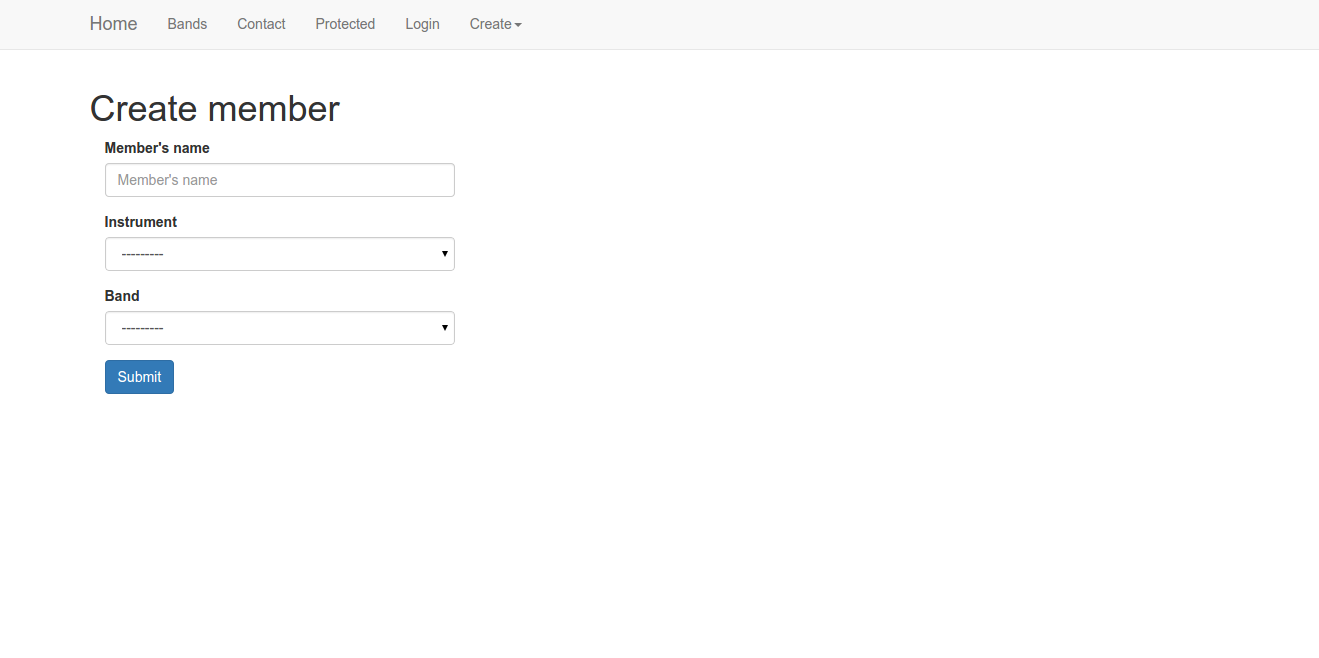 Home Bands Contact Protected Login Create
Create member
Member's name
Member's name
Instrument
---------
Band
---------
Submit